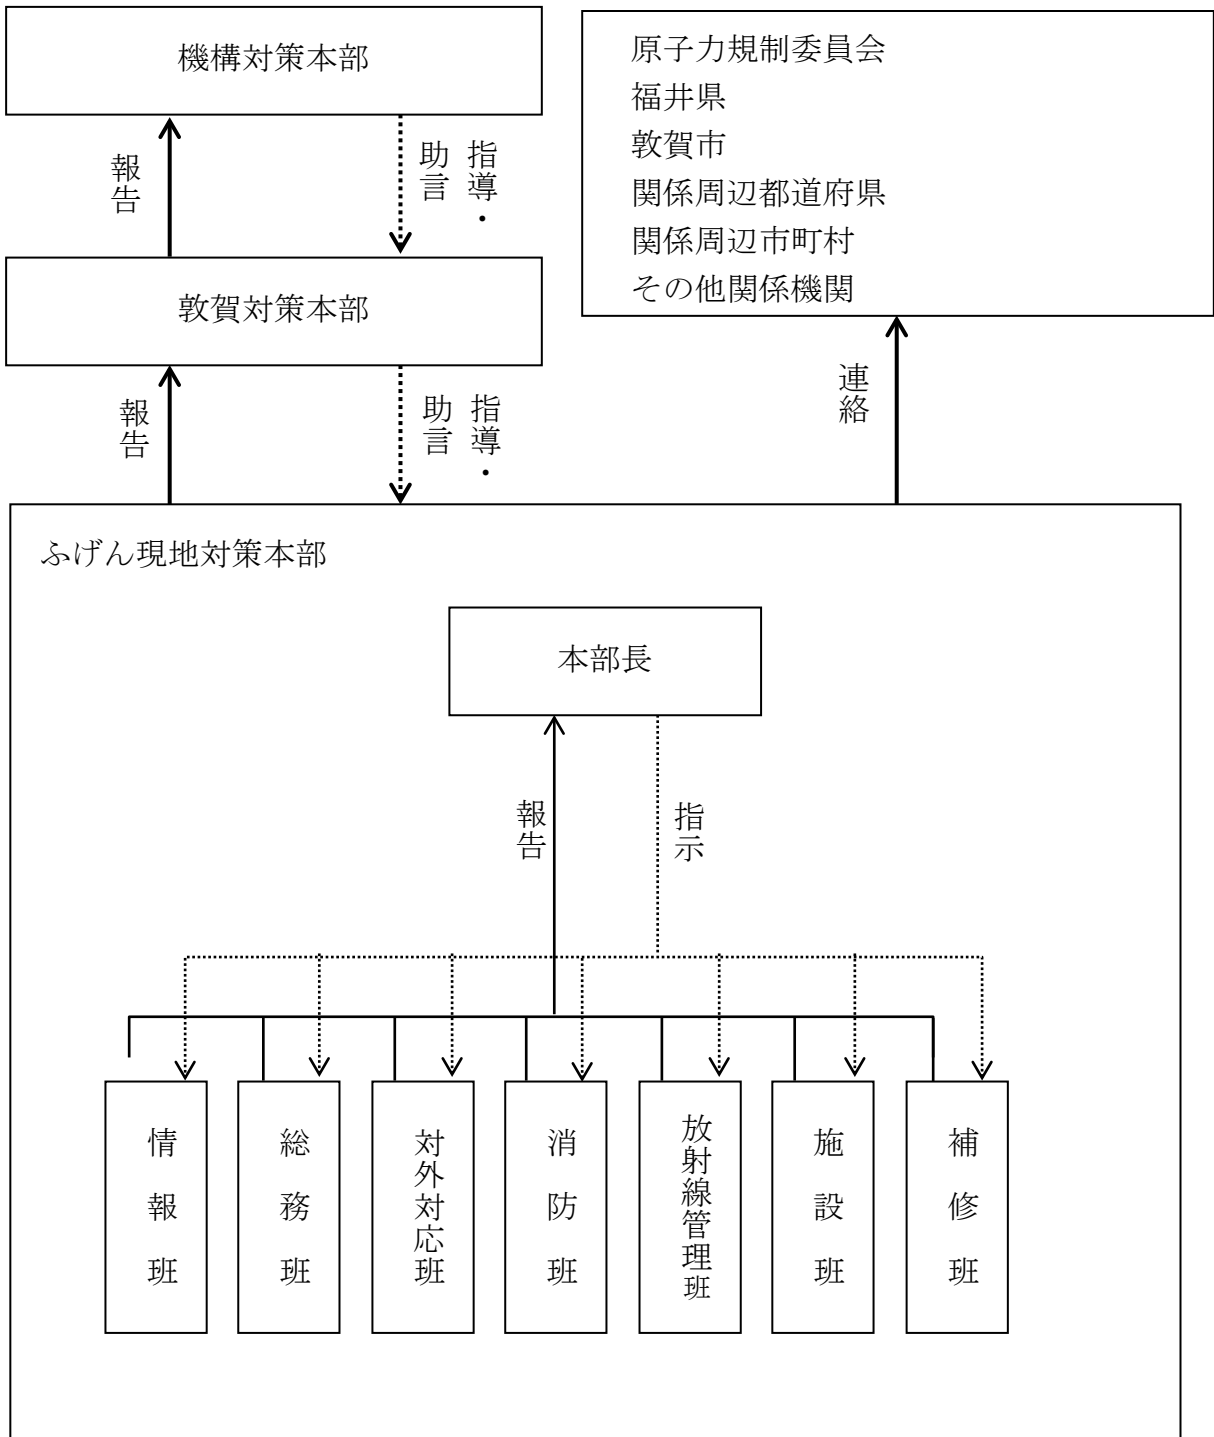 機構対策本部
原子力規制委員会
福井県
敦賀市
関係周辺都道府県
関係周辺市町村
その他関係機関
報告
指導・
助言
敦賀対策本部
報告
指導・
助言
連絡
ふげん現地対策本部
本部長
報告
指示
情報班
総務班
対外対応班
消防班
放射線管理班
施設班
補修班